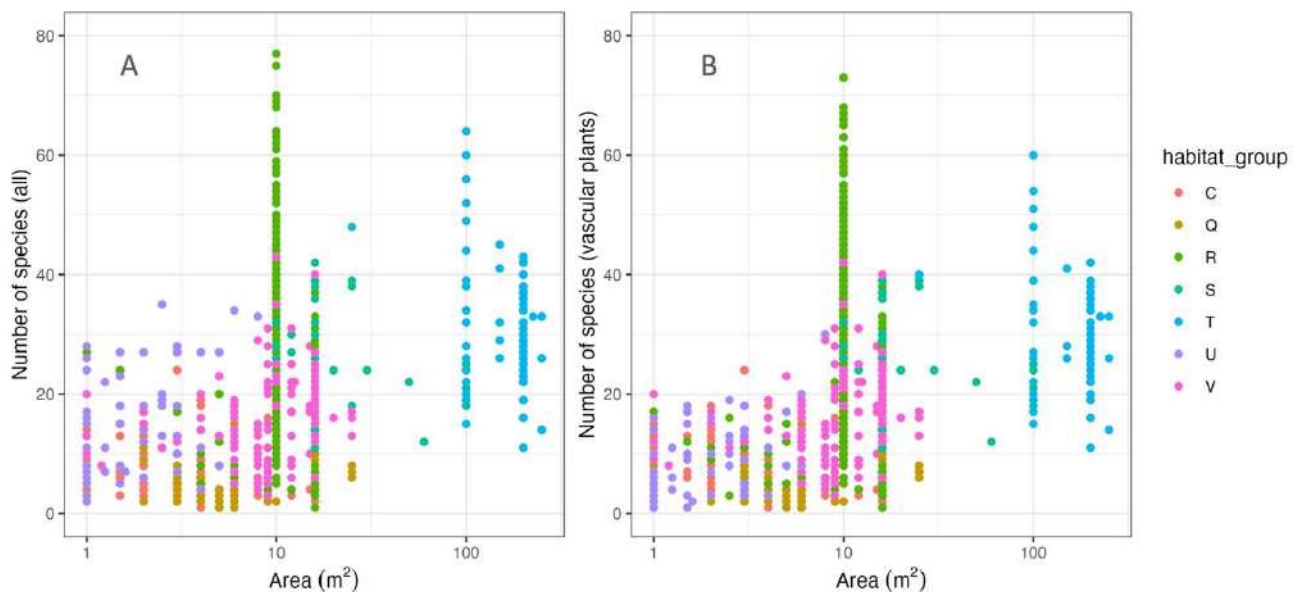 A
80
60
40
20
0
Number of species (all)
1
10
100
Area (m²)
B
80
60
40
20
0
Number of species (vascular plants)
1
10
100
Area (m²)
habitat_group
C
Q
R
S
T
U
V